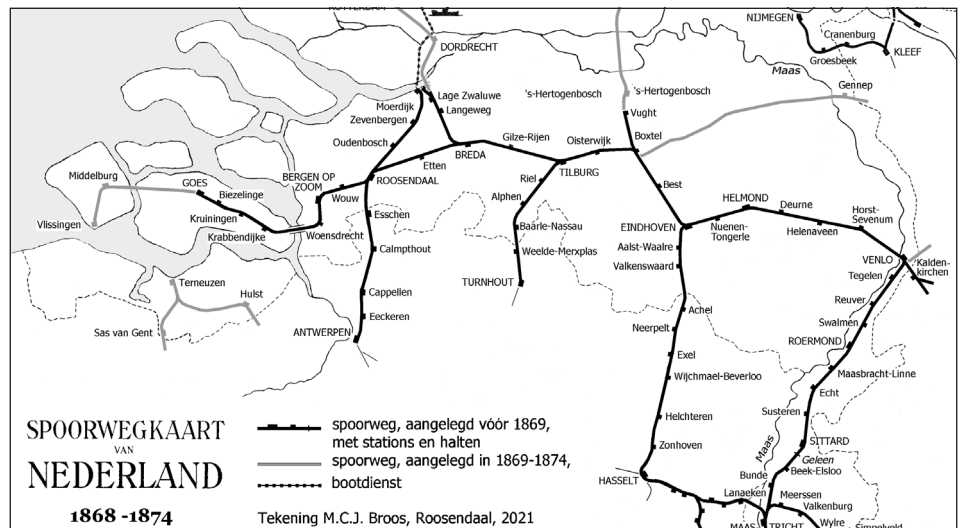 NIJMEGEN
Cranenburg
KLEEF
Groesbeek
DORDRECHT
Maas
Gennep
Lage Zwaluwe
's-Hertogenbosch
's-Hertogenbosch
Moerdijk
Langeweg
Zevenbergen
Vught
Gilze-Rijen
Oisterwijk
Boxtel
Oudenbosch
BREDA
Etten
TILBURG
Middelburg
GOES
BERGEN OP
ZOOM
ROOSENDAAL
Riel
Best
Biezelinge
Wouw
Alphen
HELMOND
Deurne
Horst-
Sevenum
Vlissingen
Kruiningen
Esschen
Baarle-Nassau
EINDHOVEN
Nuenen-
Tongerle
Helenaveen
Krabbendijke
Woensdrecht
Calmpthout
Weelde-Merxplas
Aalst-Waalre
Valkenswaard
VENLO
Kalden-
kirchen
Tegelen
Terneuzen
Hulst
Cappellen
TURNHOUT
Reuver
Achel
Eeckeren
Swalmen
Sas van Gent
ANTWERPEN
Neerpelt
ROERMOND
Exel
Wijchmael-Beverloo
Maasbracht-Linne
Echt
Helchteren
Susteren
Zonhoven
Maas
SITTARD
Geleen
Beek-Elsloo
HASSELT
Bunde
Lanaeken
Meerssen
Valkenburg
MAAS
TRICHT
Wylre
SPOORWEGKAART
VAN
NEDERLAND
1868 -1874
spoorweg, aangelegd vóór 1869,
met stations en halten
spoorweg, aangelegd in 1869-1874,
bootdienst
Tekening M.C.J. Broos, Roosendaal, 2021